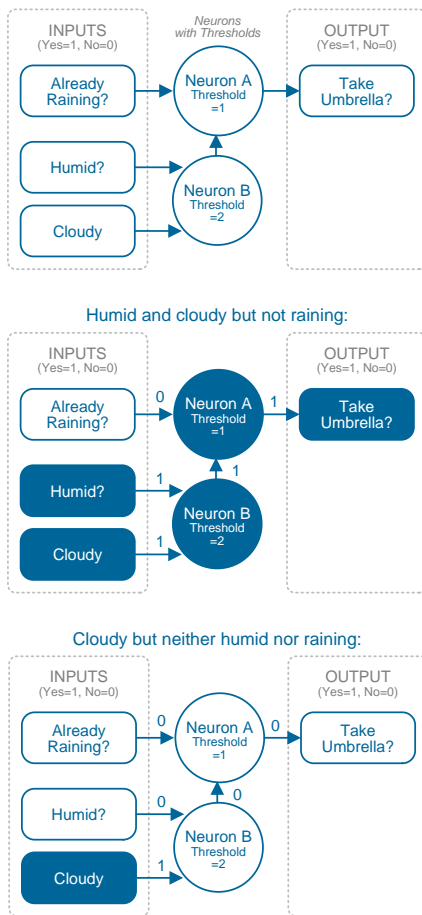 INPUTS
(Yes=1, No=0)
Neurons
with Thresholds
OUTPUT
(Yes=1, No=0)
Already
Raining?
Neuron A
Threshold
=1
Take
Umbrella?
Humid?
Neuron B
Threshold
=2
Cloudy
Humid and cloudy but not raining:
INPUTS
(Yes=1, No=0)
OUTPUT
(Yes=1, No=0)
Already
Raining?
0
Neuron A
Threshold
=1
1
Take
Umbrella?
1
Humid?
1
Neuron B
Threshold
=2
Cloudy
1
Cloudy but neither humid nor raining:
INPUTS
(Yes=1, No=0)
OUTPUT
(Yes=1, No=0)
Already
Raining?
0
Neuron A
Threshold
=1
0
Take
Umbrella?
0
Humid?
0
Neuron B
Threshold
=2
Cloudy
1